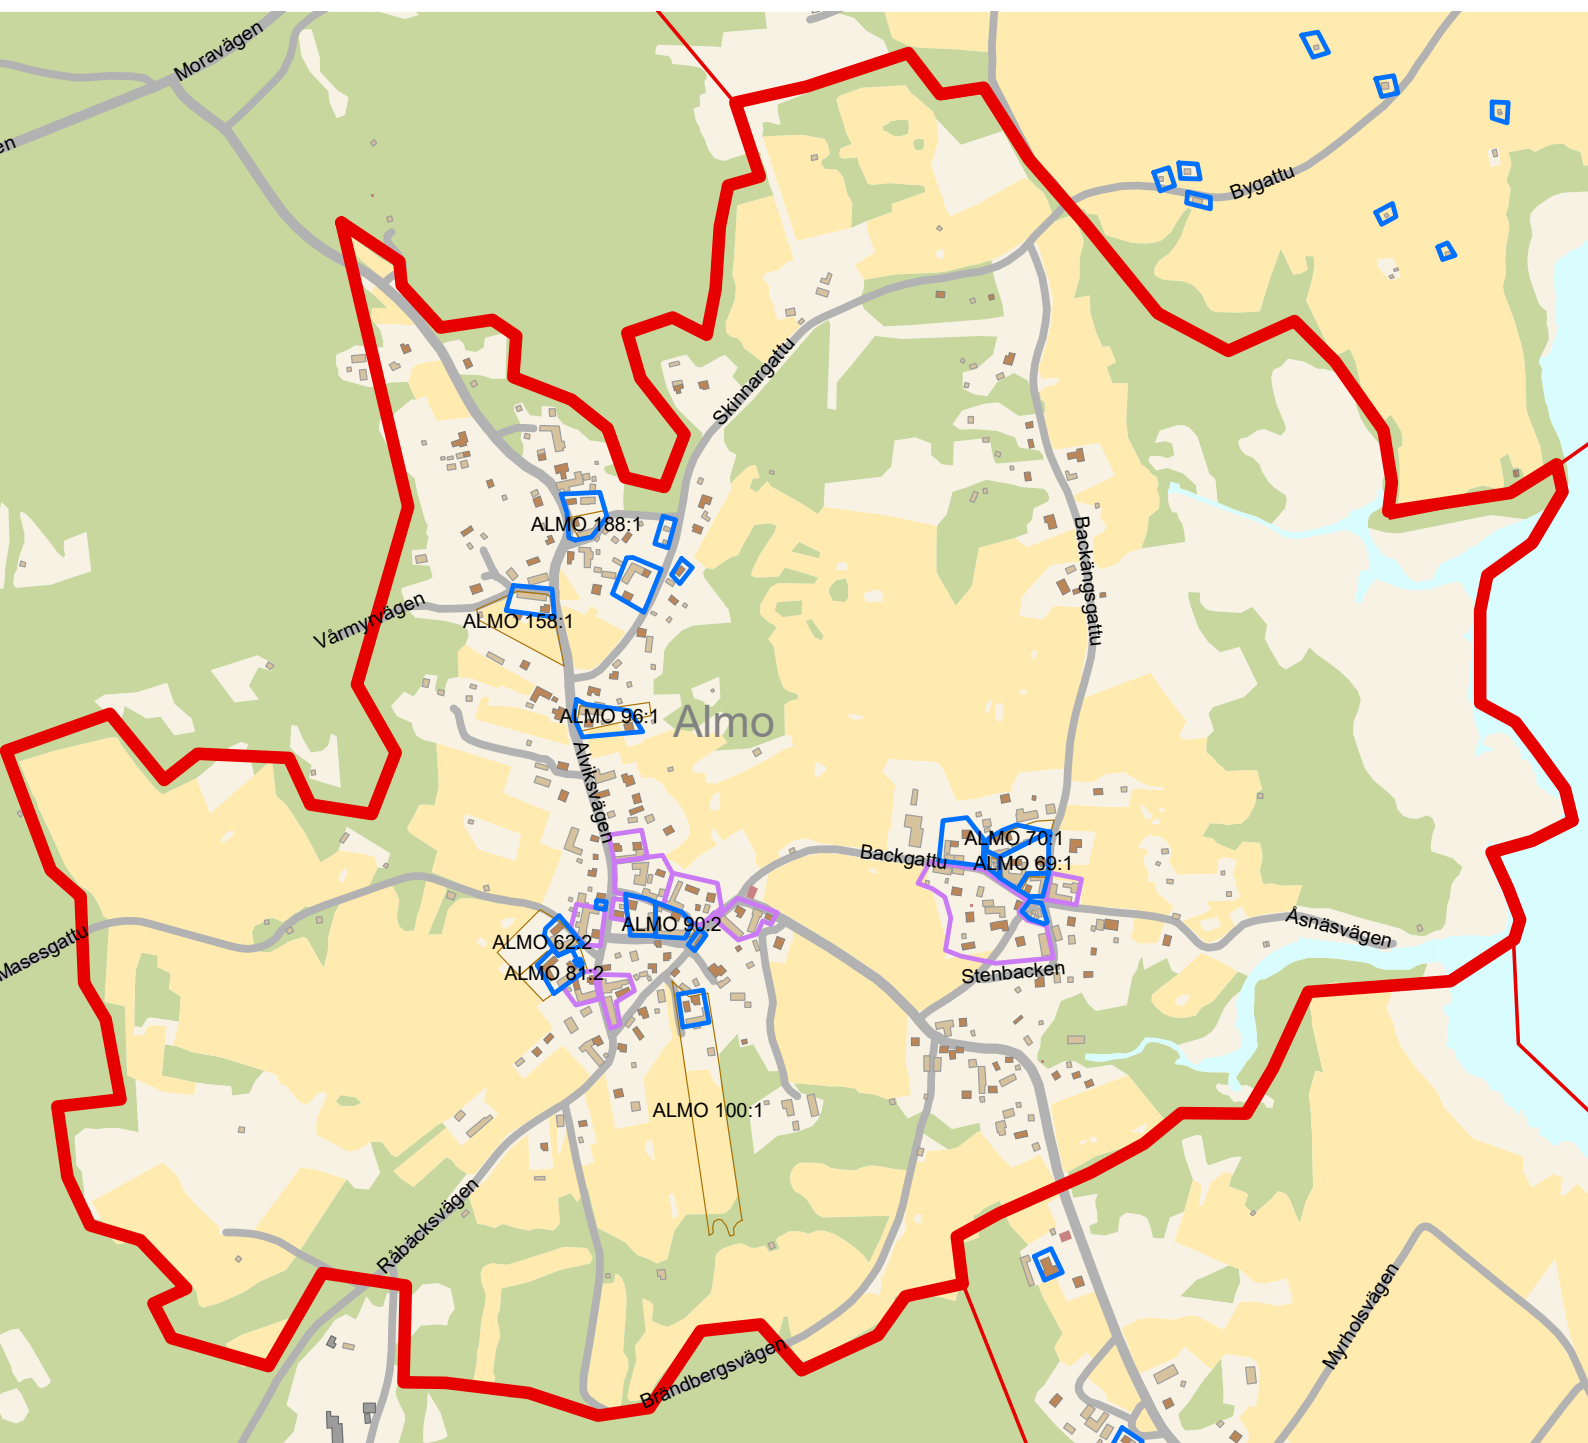 Moravägen
en
Bygattu
Skinnargattu
ALMO 188:1
Backängsgattu
Vårmyrvägen
ALMO 158:1
ALMO 96:1
Almo
Alviksvägen
ALMO 70:1
Backgattu
ALMO 69:1
Åsnäsvägen
ALMO 90:2
Masesgattu
ALMO 62:2
ALMO 81:2
Stenbacken
ALMO 100:1
Råbäcksvägen
Myrholsvägen
Brändbergsvägen